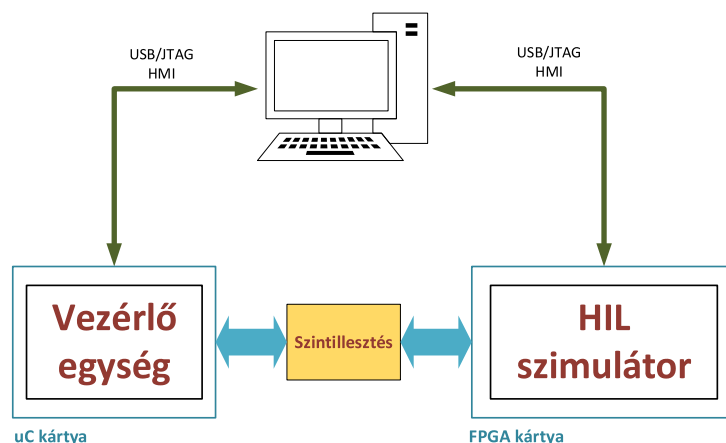 USB/JTAG
HMI
USB/JTAG
HMI
Vezérlő
egység
Szintillesztés
HIL
szimulátor
uC kártya
FPGA kártya